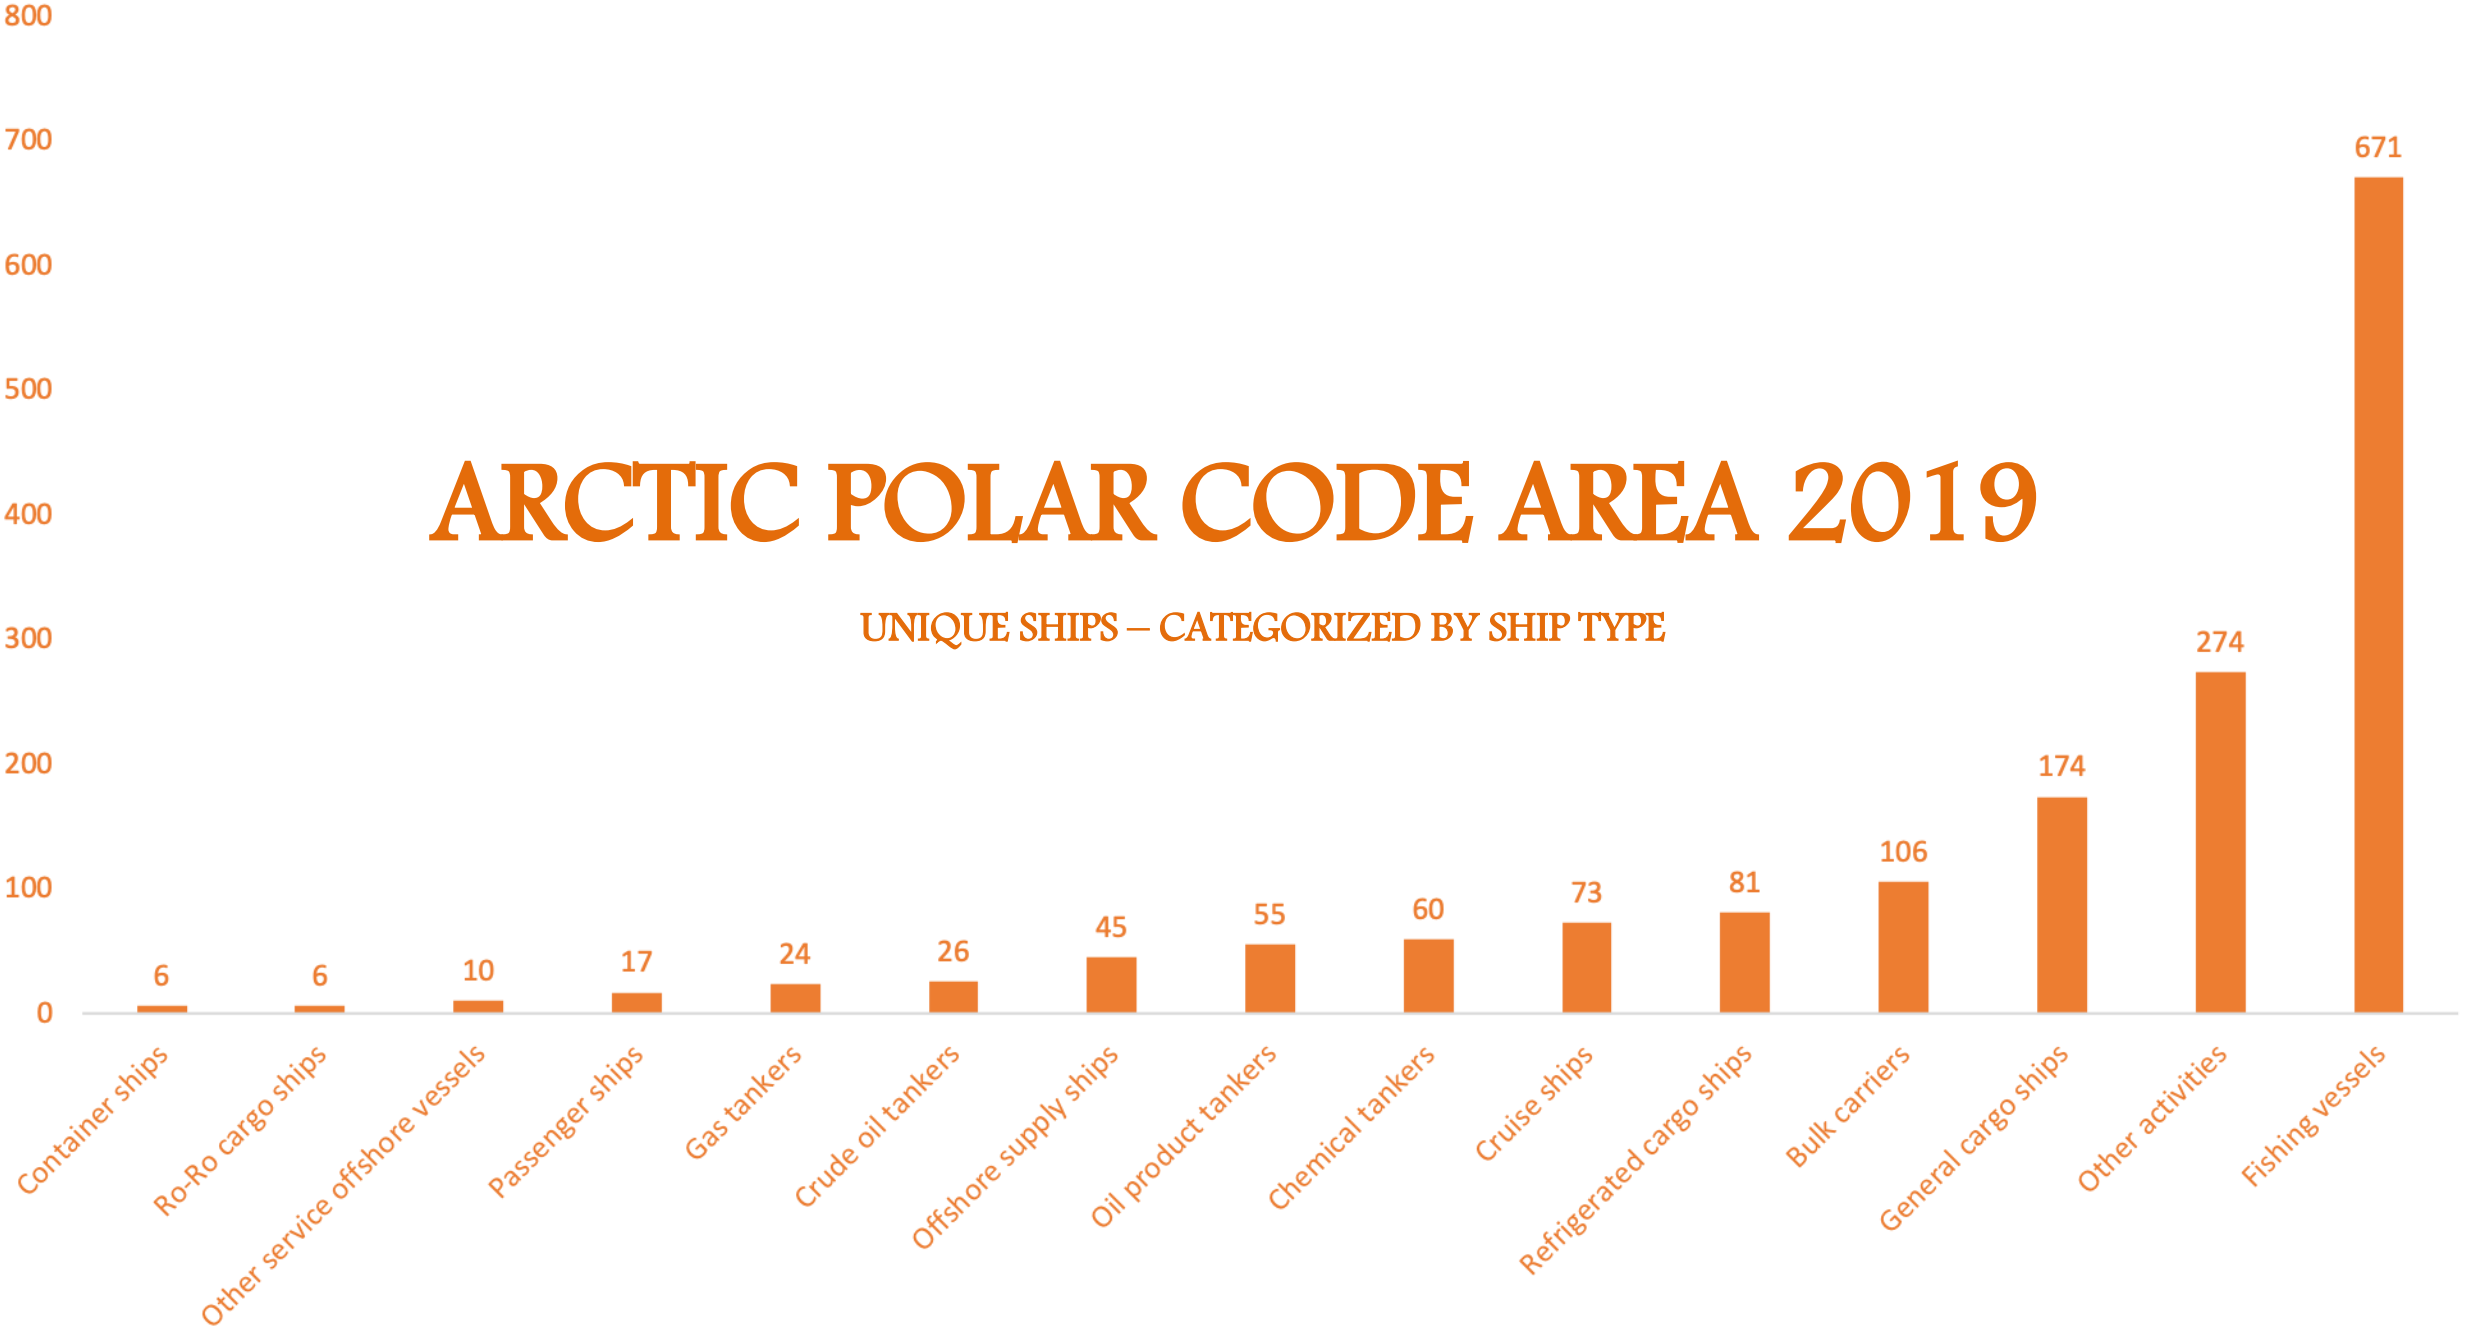 800
700
600
500
400
300
200
100
0
ARCTIC POLAR CODE AREA 2019
UNIQUE SHIPS – CATEGORIZED BY SHIP TYPE
6
6
10
17
24
26
45
55
60
73
81
106
174
274
671
Container ships
Ro-Ro cargo ships
Other service offshore vessels
Passenger ships
Gas tankers
Crude oil tankers
Offshore supply ships
Oil product tankers
Chemical tankers
Cruise ships
Refrigerated cargo ships
Bulk carriers
General cargo ships
Other activities
Fishing vessels